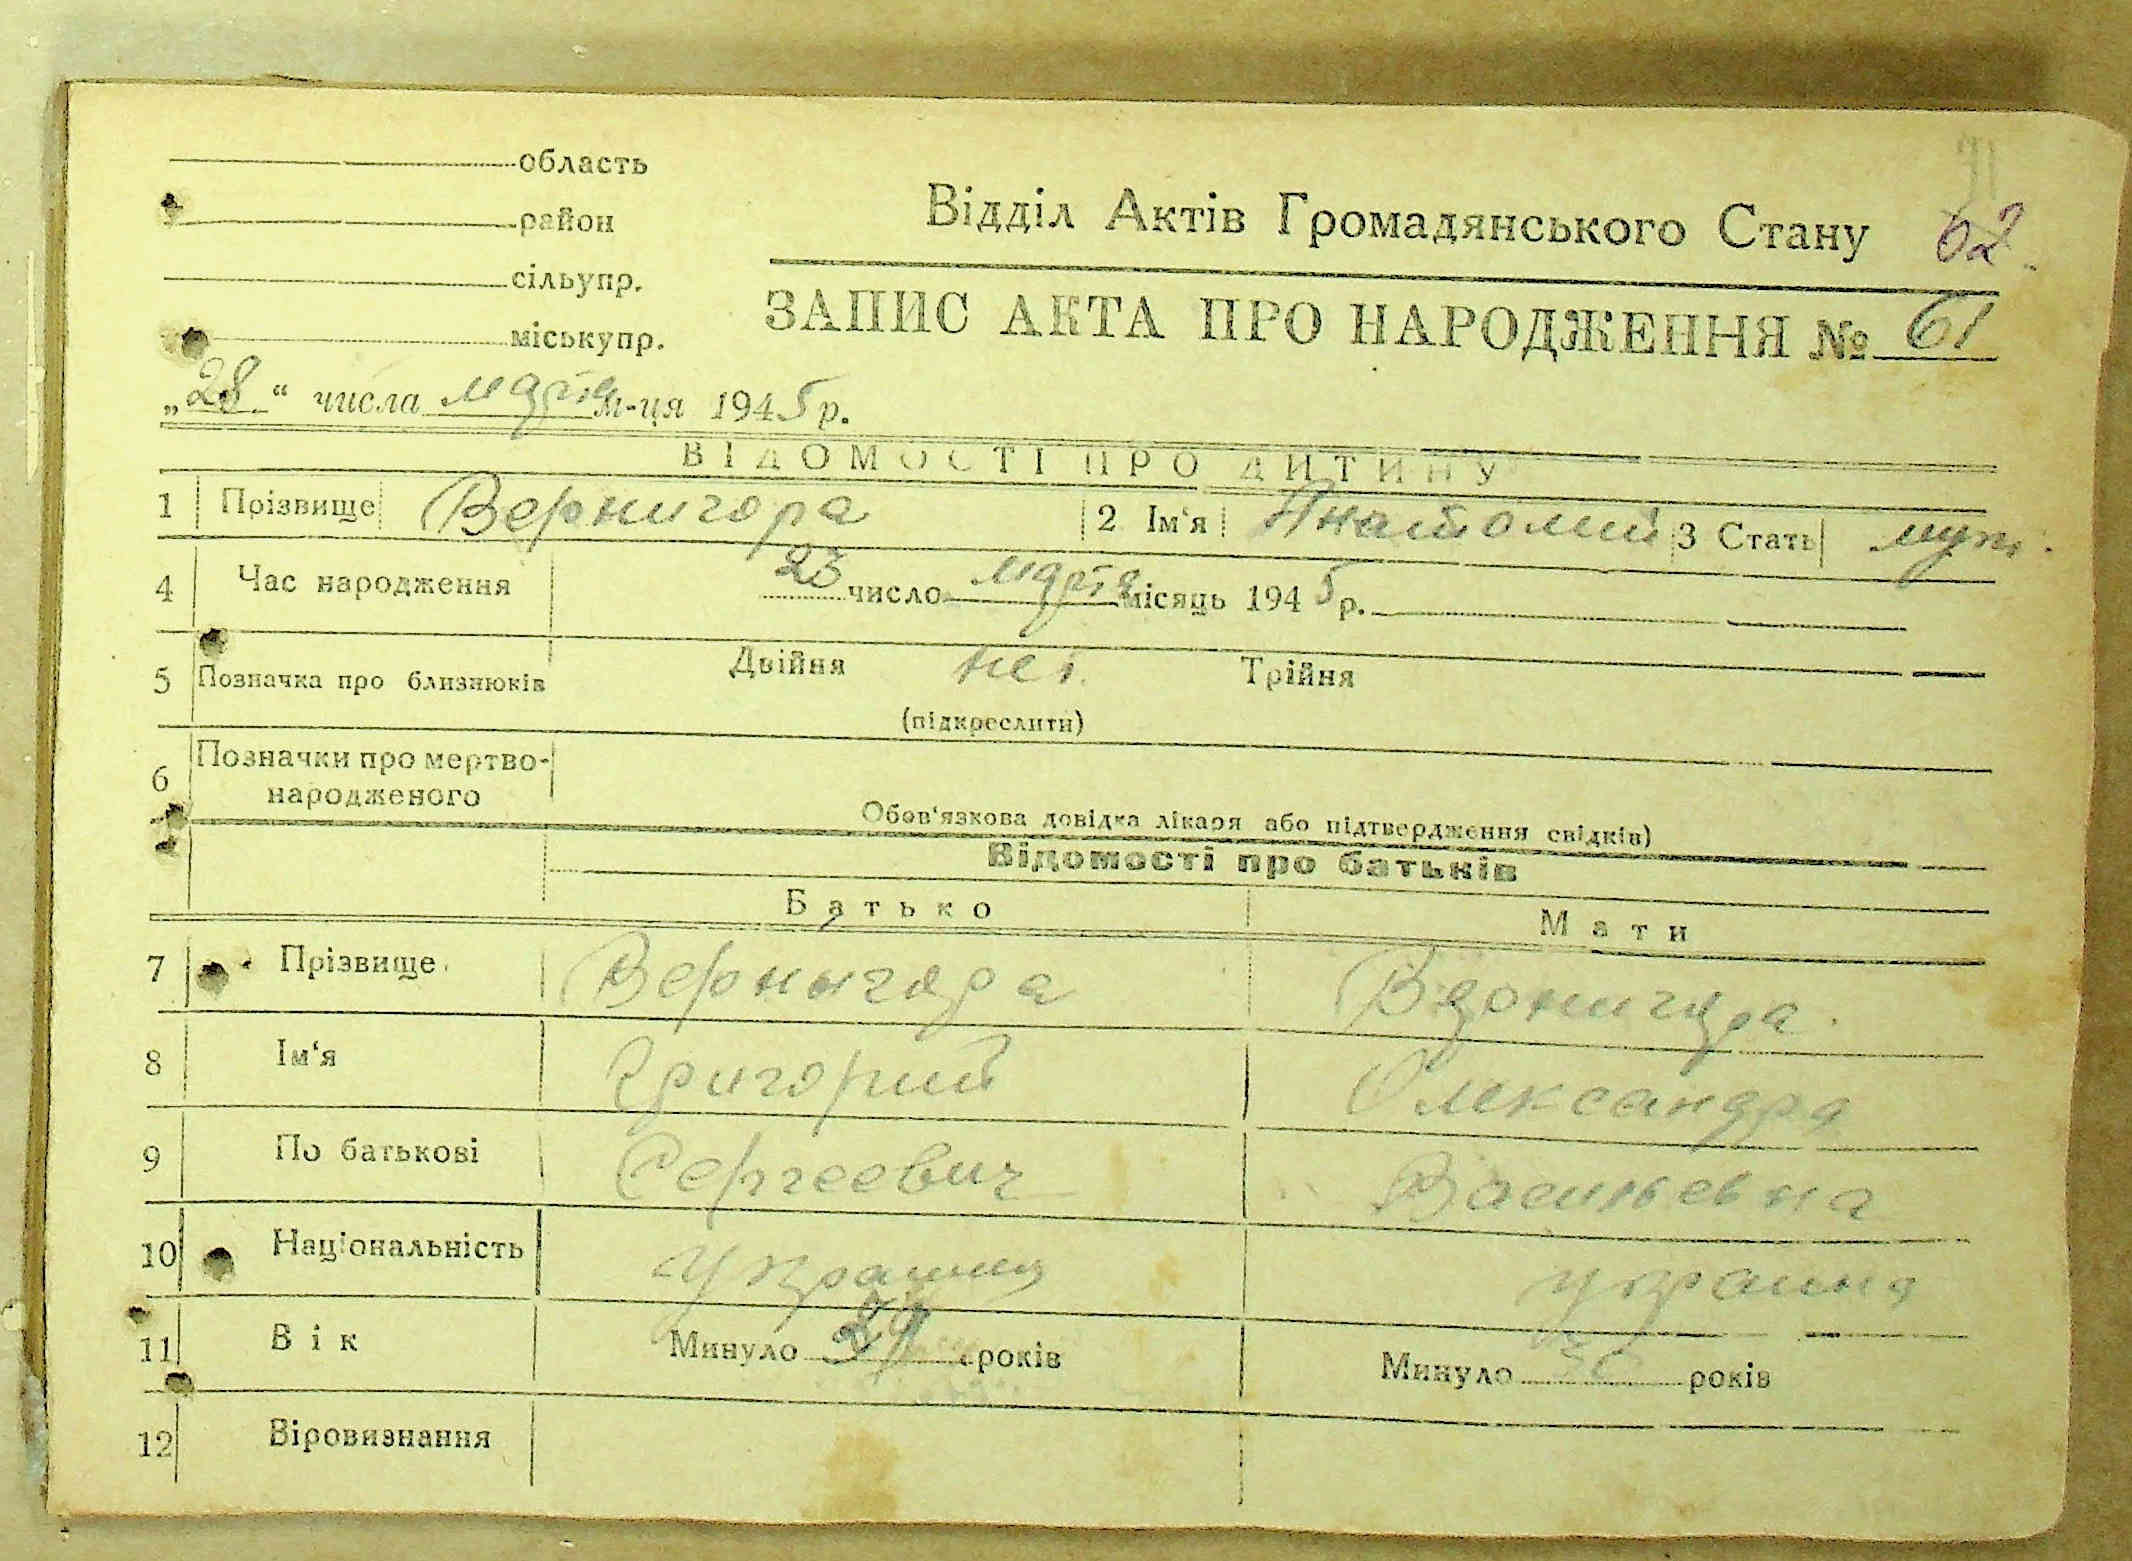 область
район
сільупр.
міськупр.
Відділ Актів Громадянського Стану 62
ЗАПИС АКТА ПРО НАРОДЖЕННЯ № 61
„28“ числа марта м-ця 1945 р.
ВІДОМОСТІ ПРО ДИТИНУ
1 Прізвище Вернигора 2 Ім‘я Анатолий 3 Стать муж.
4 Час народження 23 число марта місяць 1945 р.
5 Позначка про близнюків Двійня нет. Трійня
(підкреслити)
6 Позначки про мертво-
народженого
Обов‘язкова довідка лікаря або підтвердження свідків)
Відомості про батьків
Батько Мати
7 Прізвище Верныгора Вернигора.
8 Ім‘я Григорий Олександра
9 По батькові Сергеевич Васильевна
10 Національність
11 Вік Минуло років Минуло років
12 Віровизнання